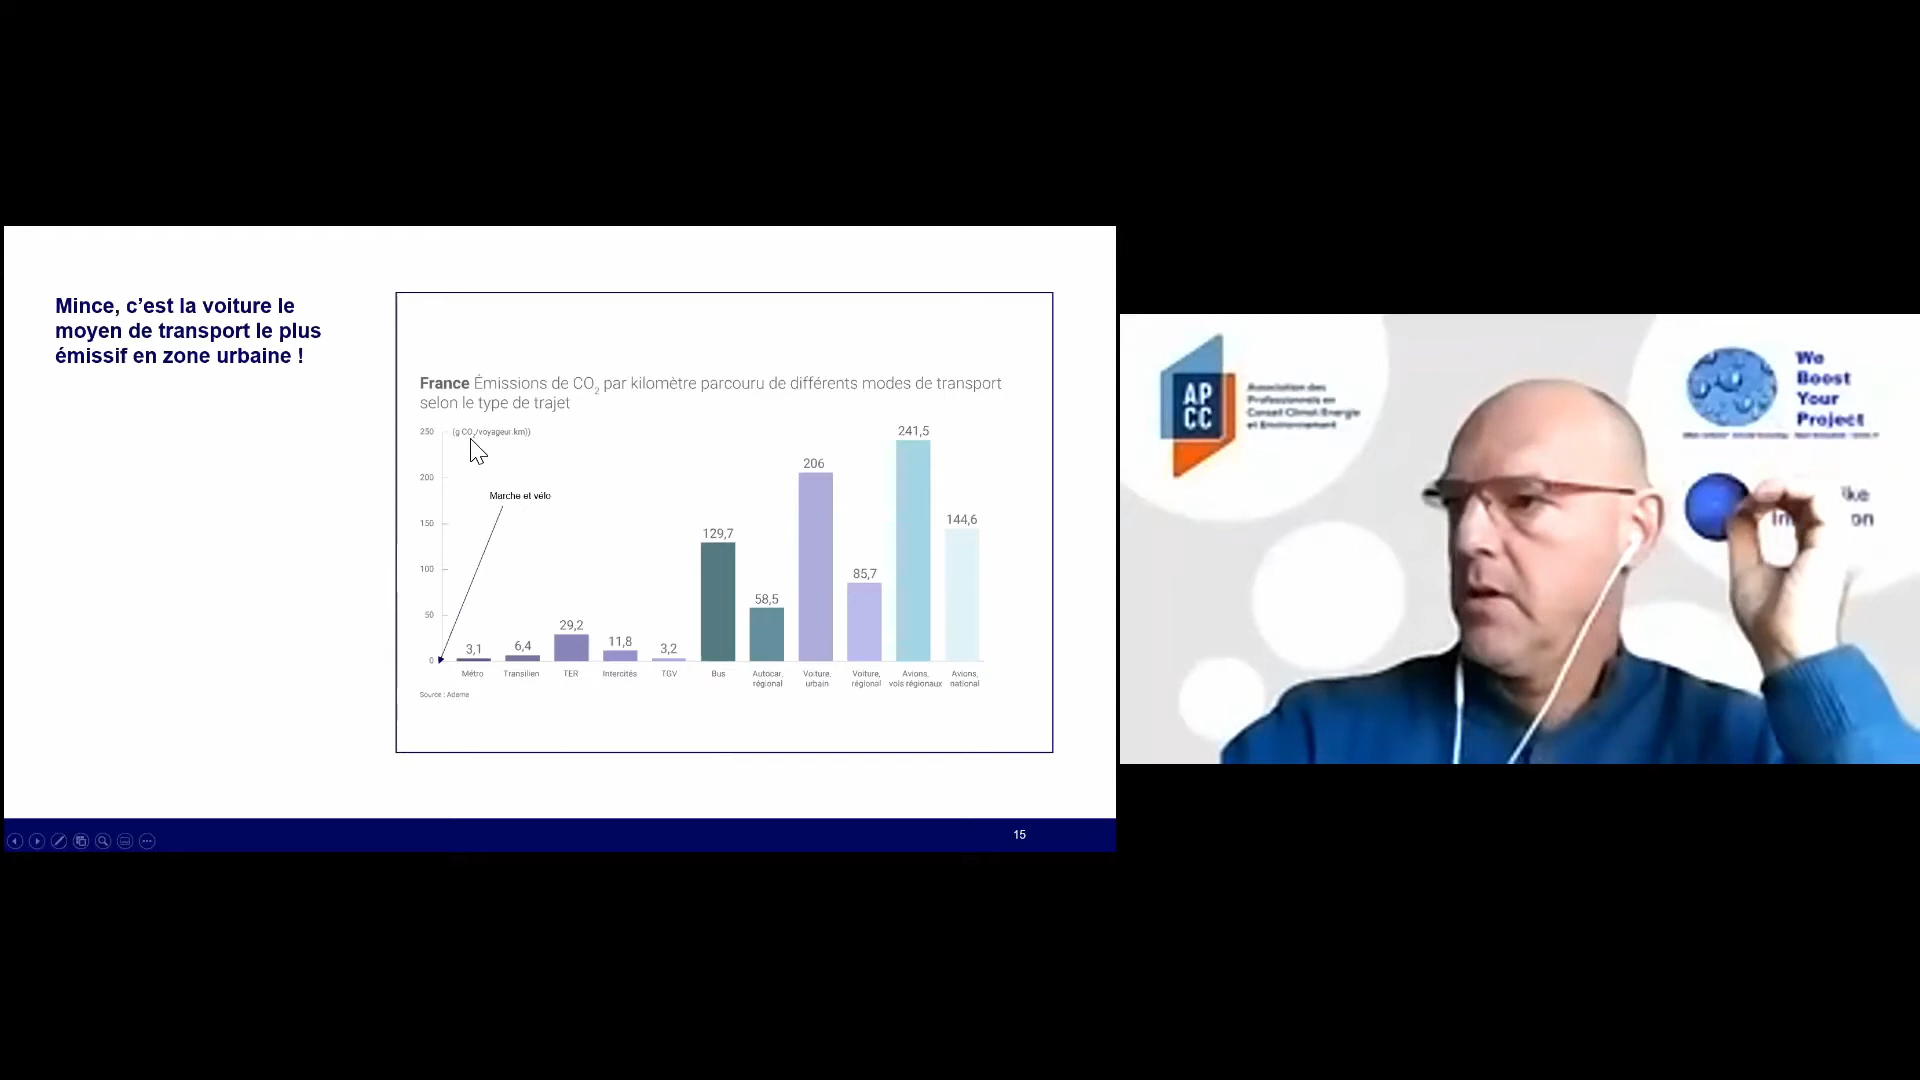 Mince, c’est la voiture le
moyen de transport le plus
émissif en zone urbaine !
France Émissions de CO2 par kilomètre parcouru de différents modes de transport
selon le type de trajet
(g CO2/voyageur.km))
250
200
150
100
50
0
Marche et vélo
3,1
6,4
29,2
11,8
3,2
129,7
58,5
206
85,7
241,5
144,6
Métro
Transilien
TER
Intercités
TGV
Bus
Autocar,
régional
Voiture,
urbain
Voiture,
régional
Avions,
vols régionaux
Avions,
national
Source : Ademe
15
AP
CC
Association des
Professionnels en
Conseil Climat Energie
et Environnement
We
Boost
Your
Project